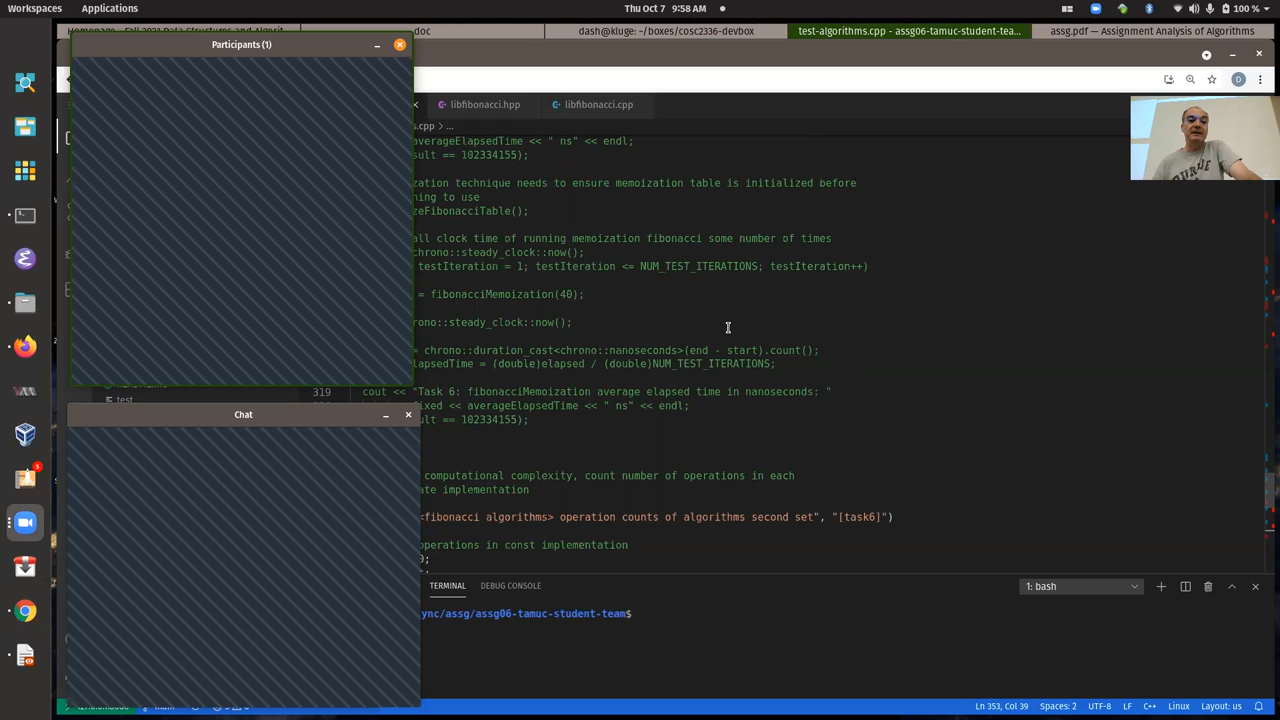 Workspaces Applications Thu Oct 7 9:58 AM 100 %
doc dash@kluge: ~/boxes/cosc2336-devbox test-algorithms.cpp - assg06-tamuc-student-tea... assg.pdf — Assignment Analysis of Algorithms
Participants (1)
D
libfibonacci.hpp libfibonacci.cpp
s.cpp > ...
averageElapsedTime << " ns" << endl;
sult == 102334155);
zation technique needs to ensure memoization table is initialized before
ning to use
zeFibonacciTable();
all clock time of running memoization fibonacci some number of times
chrono::steady_clock::now();
testIteration = 1; testIteration <= NUM_TEST_ITERATIONS; testIteration++)
= fibonacciMemoization(40);
rono::steady_clock::now();
= chrono::duration_cast<chrono::nanoseconds>(end - start).count();
lapsedTime = (double)elapsed / (double)NUM_TEST_ITERATIONS;
319
cout << "Task 6: fibonacciMemoization average elapsed time in nanoseconds: "
test
ixed << averageElapsedTime << " ns" << endl;
Chat
sult == 102334155);
computational complexity, count number of operations in each
ate implementation
<fibonacci algorithms> operation counts of algorithms second set", "[task6]")
operations in const implementation
0;
TERMINAL DEBUG CONSOLE 1: bash
ync/assg/assg06-tamuc-student-team$
Ln 353, Col 39 Spaces: 2 UTF-8 LF C++ Linux Layout: us